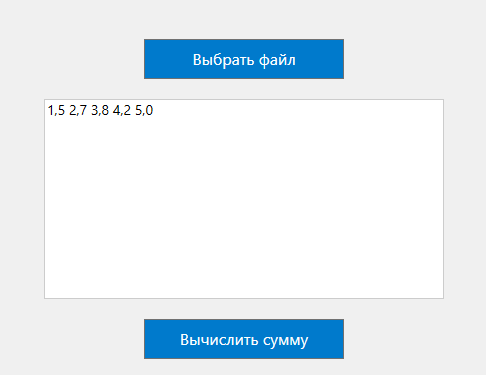 Выбрать файл
1,5 2,7 3,8 4,2 5,0
Вычислить сумму